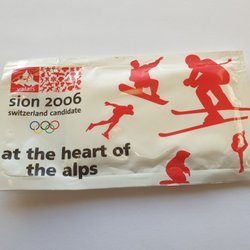 valais
sion 2006
switzerland candidate
at the heart of
the alps